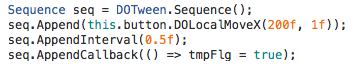 Sequence seq = DOTween.Sequence();
seq.Append(this.button.DOLocalMoveX(200f, 1f));
seq.AppendInterval(0.5f);
seq.AppendCallback(() => tmpFlg = true);